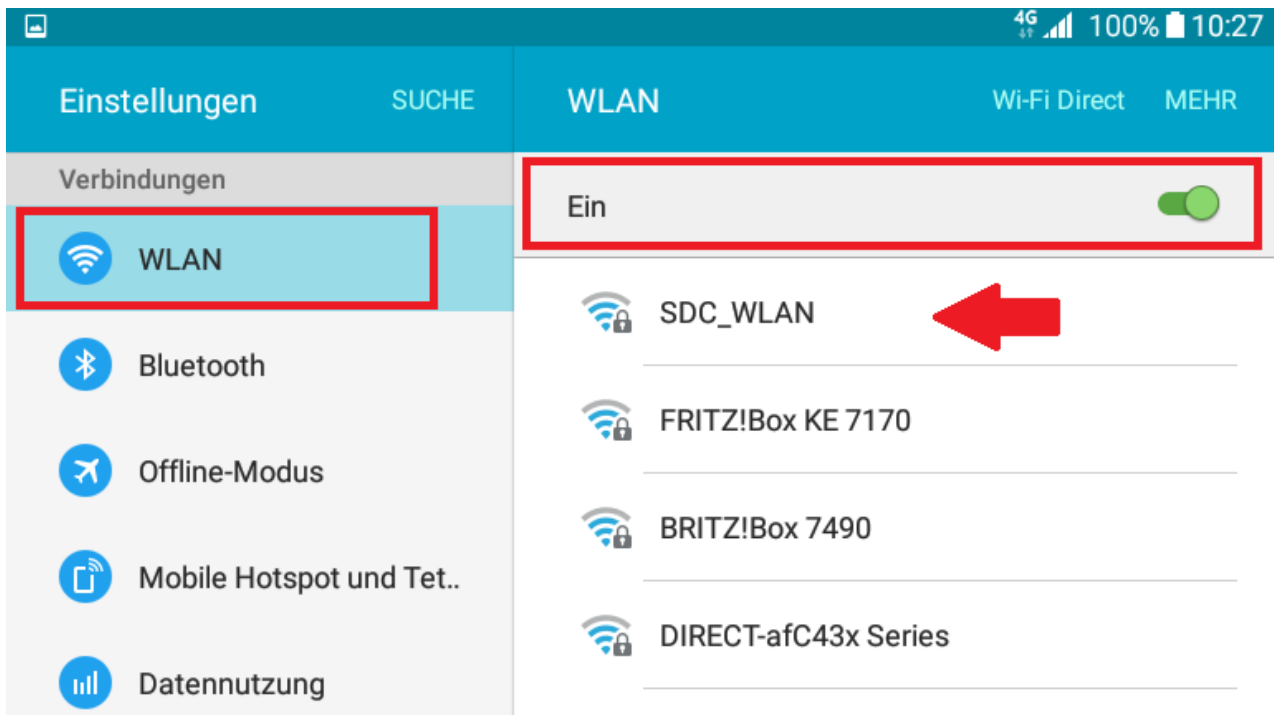 4G 100% 10:27
Einstellungen SUCHE
Verbindungen
WLAN
Bluetooth
Offline-Modus
Mobile Hotspot und Tet..
Datennutzung
WLAN Wi-Fi Direct MEHR
Ein
SDC_WLAN
FRITZ!Box KE 7170
BRITZ!Box 7490
DIRECT-afC43x Series